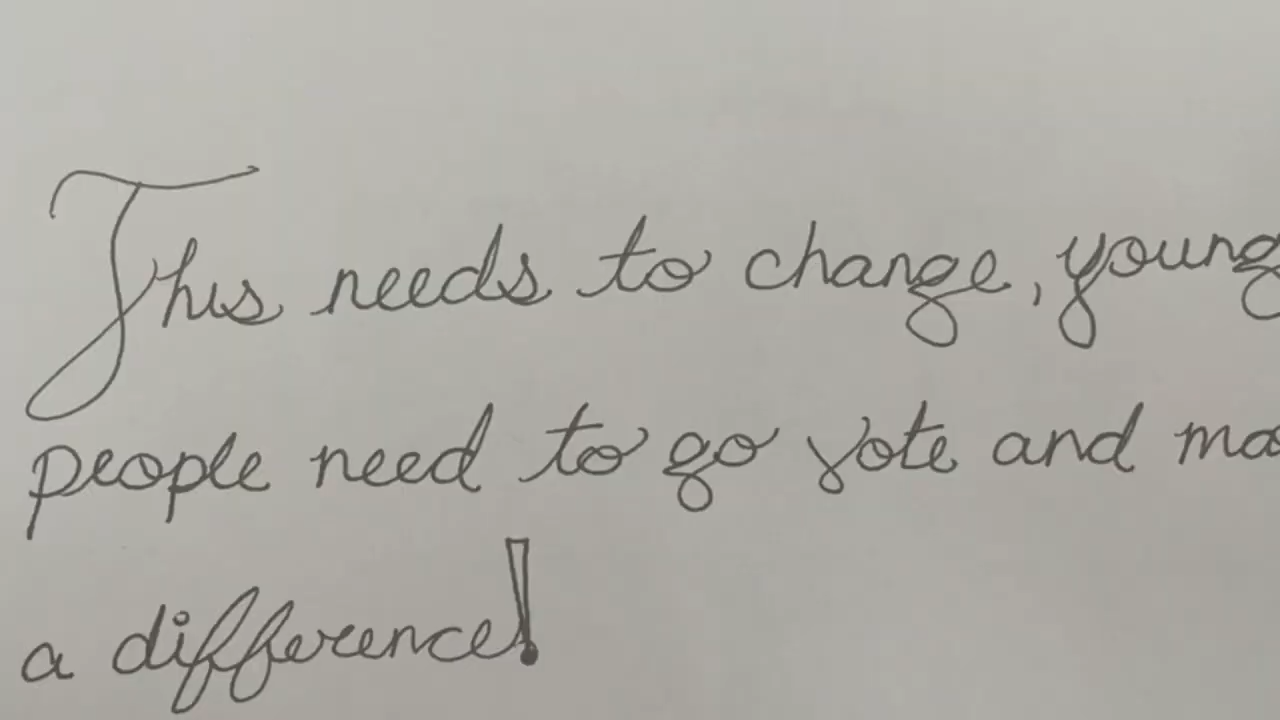 This needs to change, young
people need to go vote and
a difference!